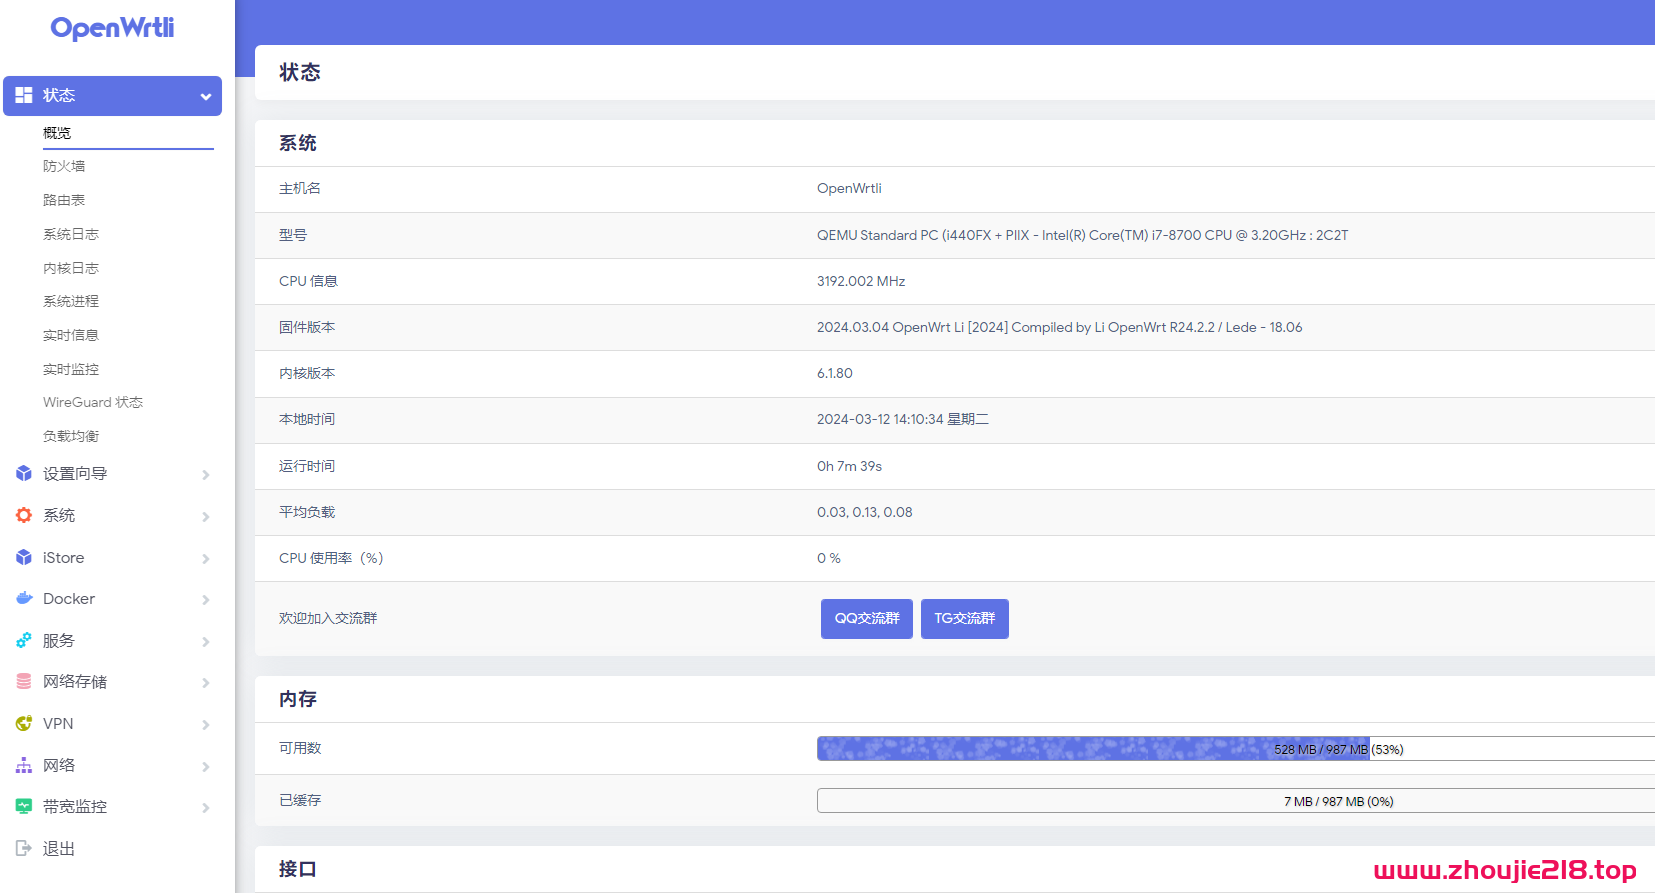 OpenWrtli
状态
概览
防火墙
路由表
系统日志
内核日志
系统进程
实时信息
实时监控
WireGuard 状态
负载均衡
设置向导
系统
iStore
Docker
服务
网络存储
VPN
网络
带宽监控
退出
状态
系统
主机名 OpenWrtli
型号 QEMU Standard PC (i440FX + PIIX - Intel(R) Core(TM) i7-8700 CPU @ 3.20GHz : 2C2T
CPU 信息 3192.002 MHz
固件版本 2024.03.04 OpenWrt Li [2024] Compiled by Li OpenWrt R24.2.2 / Lede - 18.06
内核版本 6.1.80
本地时间 2024-03-12 14:10:34 星期二
运行时间 0h 7m 39s
平均负载 0.03, 0.13, 0.08
CPU 使用率（%） 0 %
欢迎加入交流群 QQ交流群 TG交流群
内存
可用数 528 MB / 987 MB (53%)
已缓存 7 MB / 987 MB (0%)
接口
www.zhoujie218.top